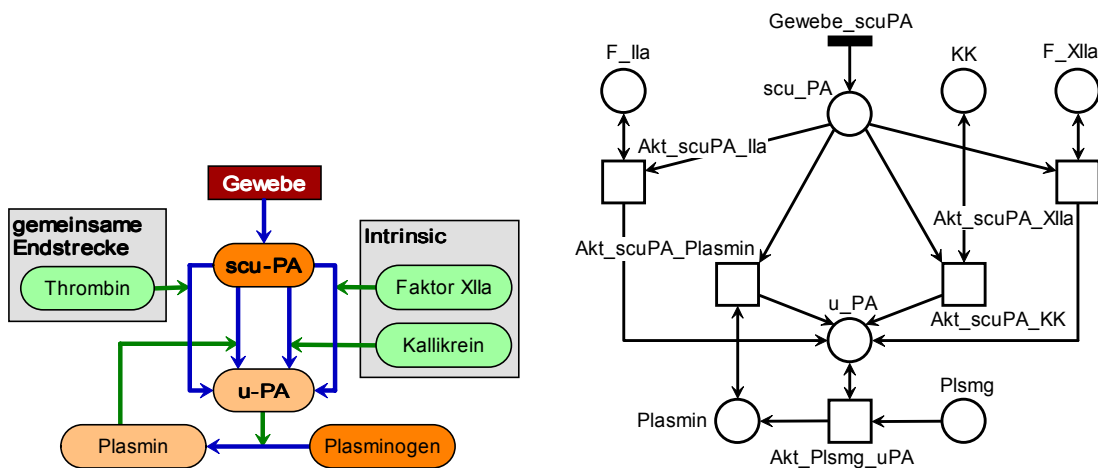 Gewebe
gemeinsame
Endstrecke
Thrombin
scu-PA
Intrinsic
Faktor XIIa
Kallikrein
u-PA
Plasmin
Plasminogen
Gewebe_scuPA
F_IIa
KK
F_XIIa
scu_PA
Akt_scuPA_IIa
Akt_scuPA_XIIa
Akt_scuPA_Plasmin
u_PA
Akt_scuPA_KK
Plasmin
Plsmg
Akt_Plsmg_uPA